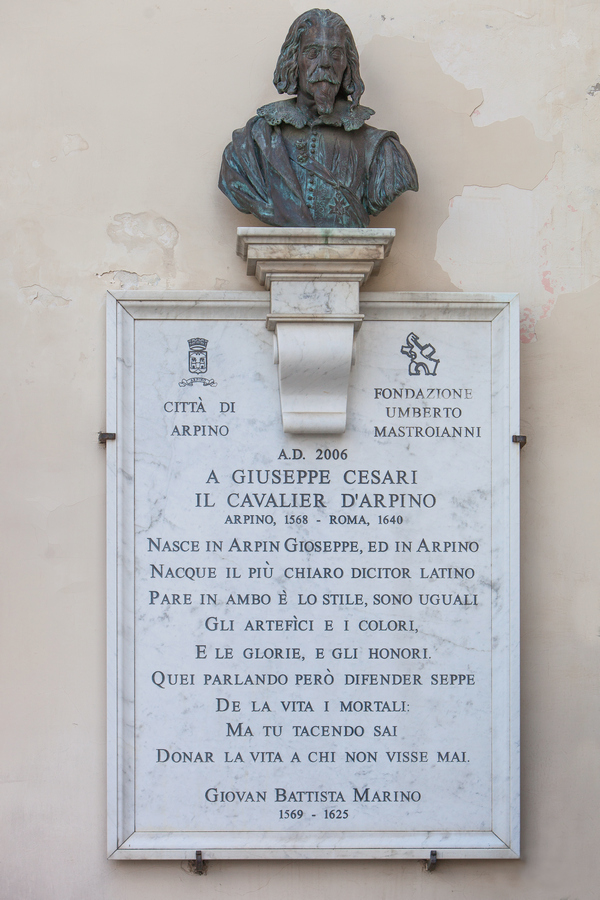 CITTÀ DI
ARPINO
FONDAZIONE
UMBERTO
MASTROIANNI
A.D. 2006
A GIUSEPPE CESARI
IL CAVALIER D'ARPINO
ARPINO, 1568 - ROMA, 1640
NASCE IN ARPIN GIOSEPPE, ED IN ARPINO
NACQUE IL PIÙ CHIARO DICITOR LATINO
PARE IN AMBO È LO STILE, SONO UGUALI
GLI ARTEFÌCI E I COLORI,
E LE GLORIE, E GLI HONORI.
QUEI PARLANDO PERÒ DIFENDER SEPPE
DE LA VITA I MORTALI:
MA TU TACENDO SAI
DONAR LA VITA A CHI NON VISSE MAI.
GIOVAN BATTISTA MARINO
1569 - 1625